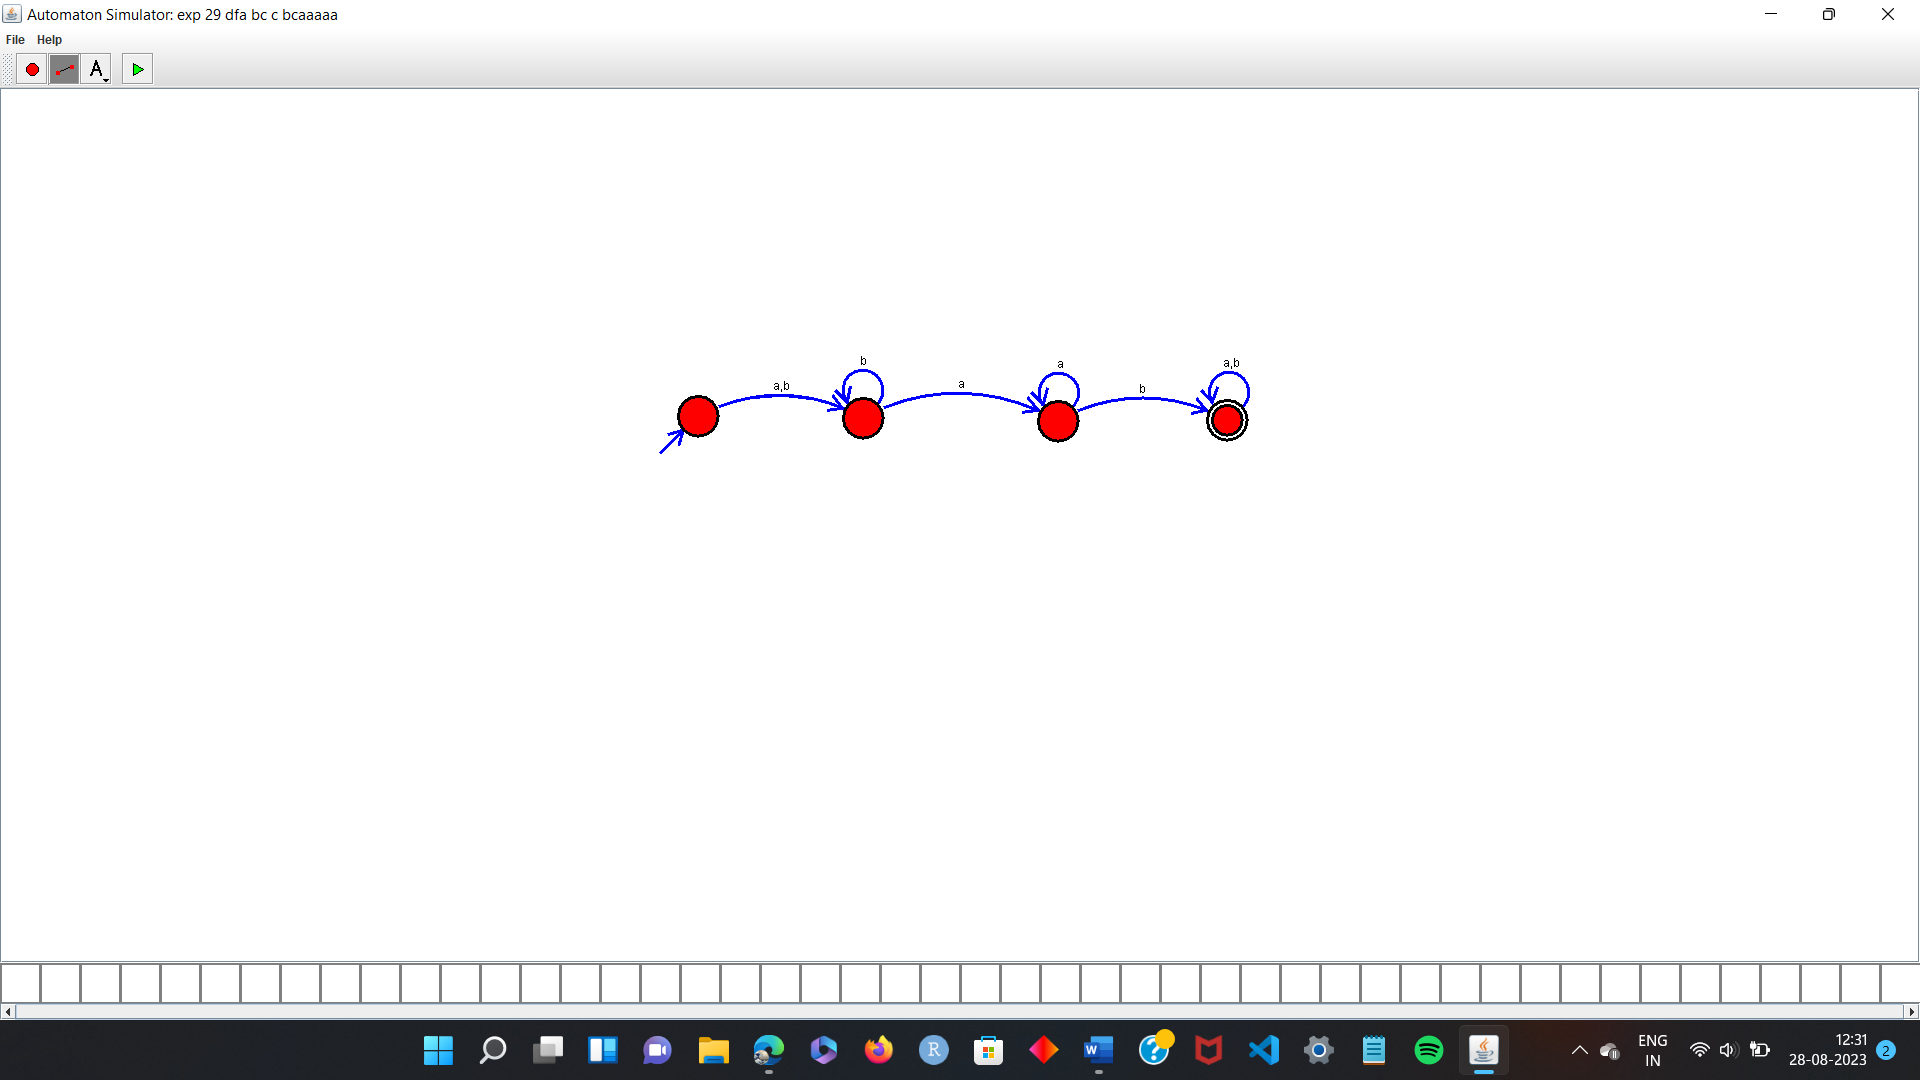 Automaton Simulator: exp 29 dfa bc c bcaaaaa
File Help
A
b
a
a,b
a,b
a
b
R
W
?
ENG
IN
12:31
28-08-2023
2